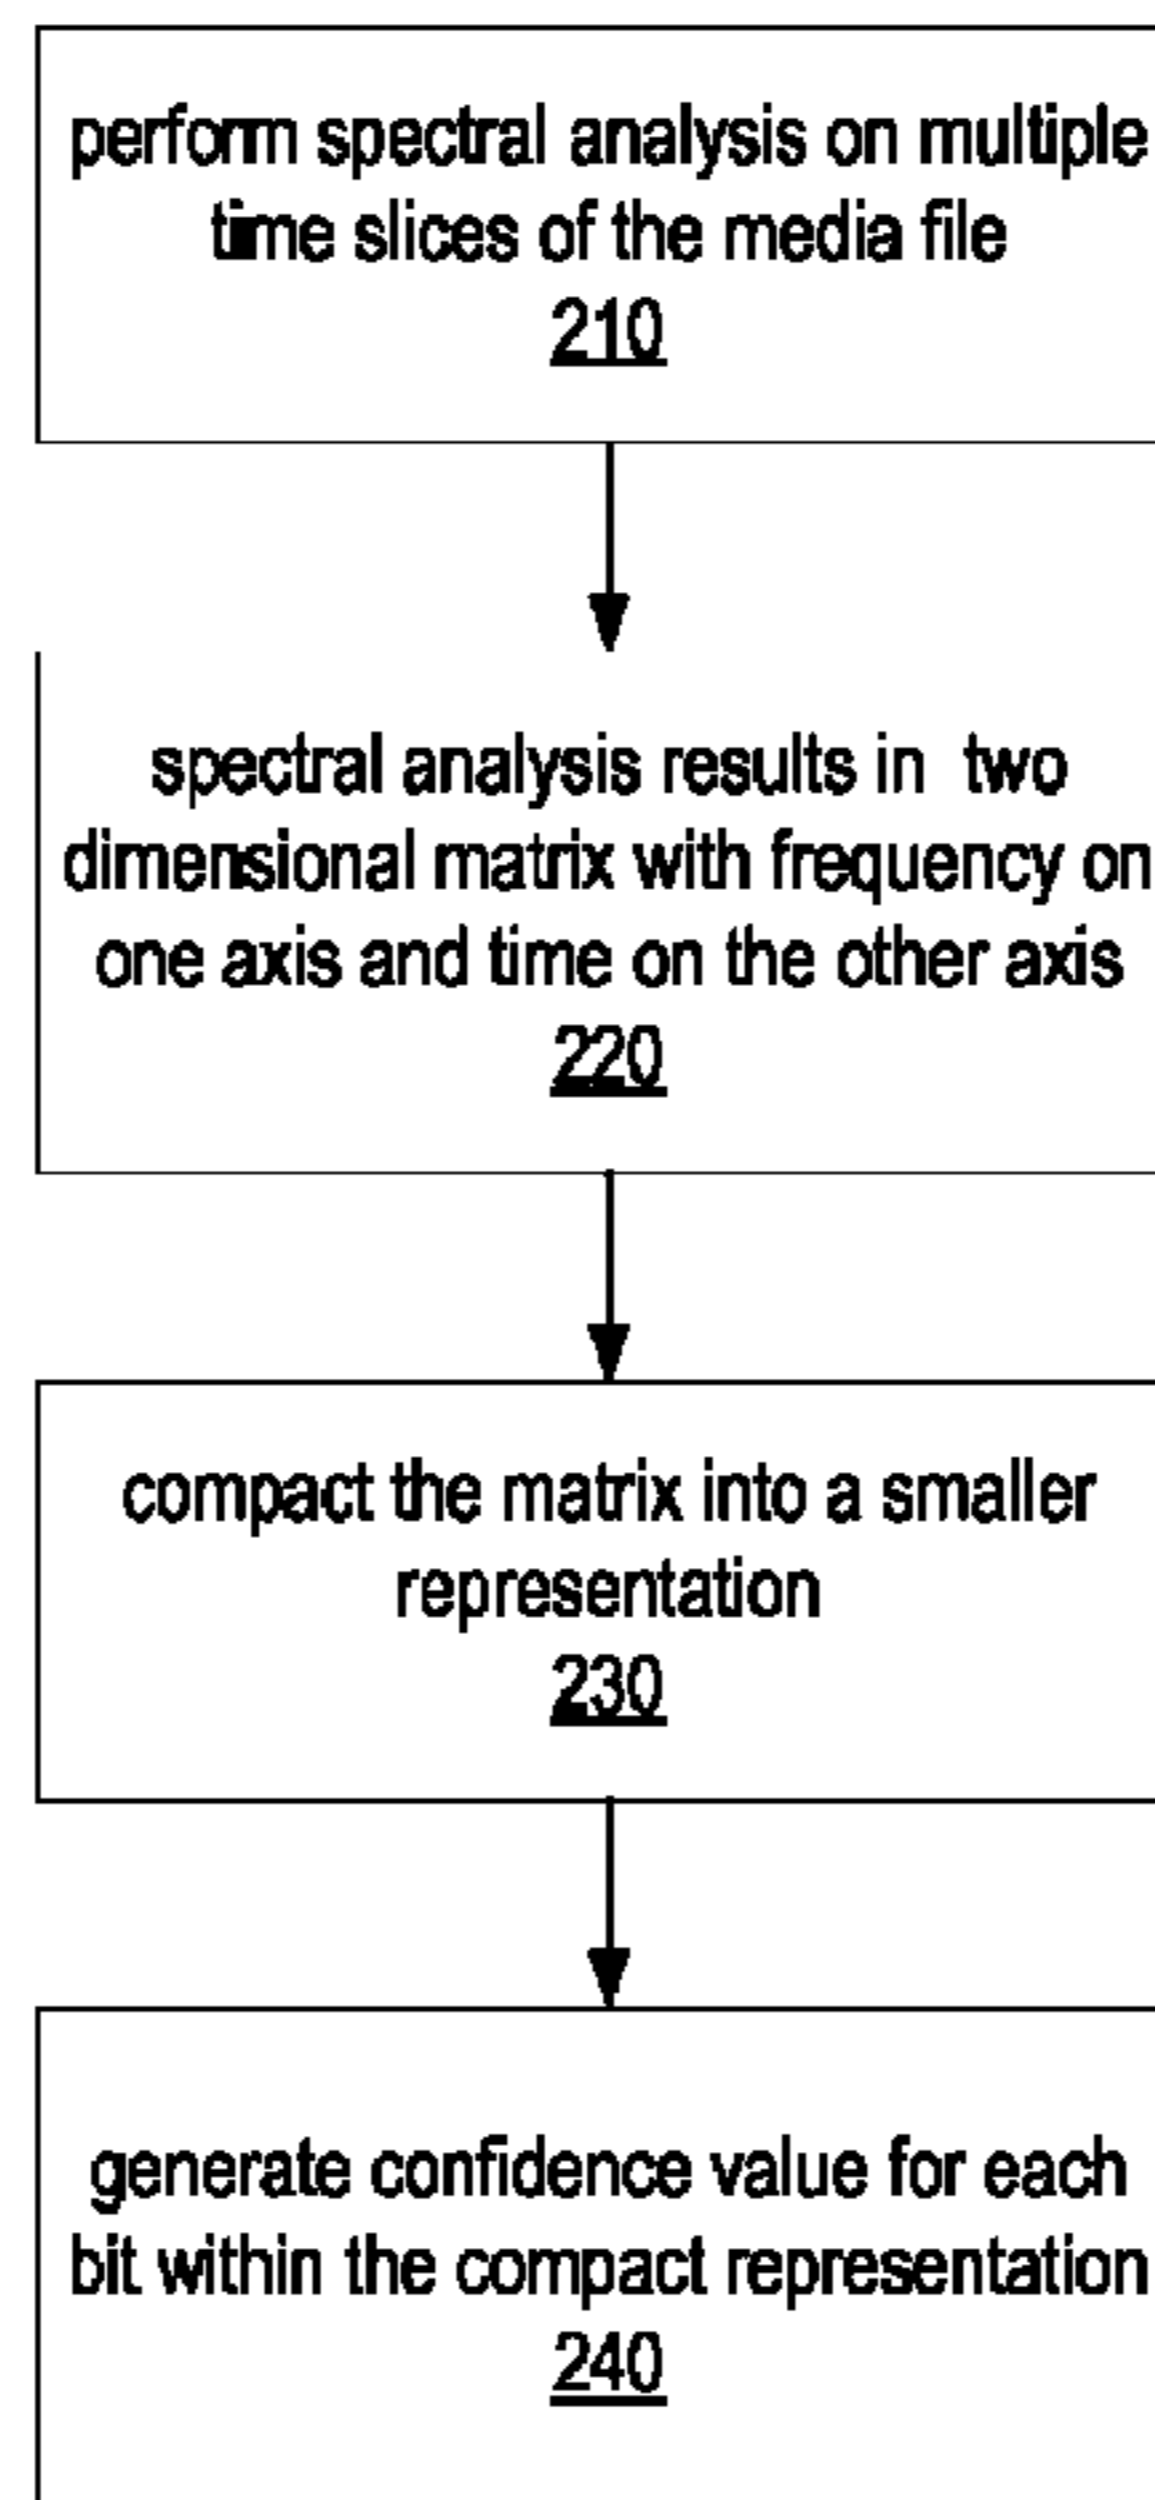 perform spectral analysis on multiple
time slices of the media file
210
spectral analysis results in two
dimensional matrix with frequency on
one axis and time on the other axis
220
compact the matrix into a smaller
representation
230
generate confidence value for each
bit within the compact representation
240